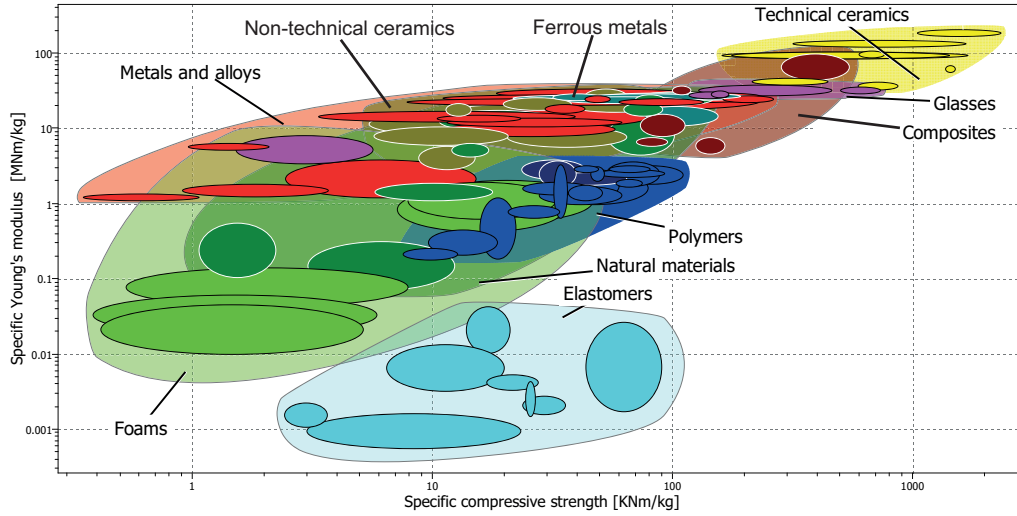 Technical ceramics
Non-technical ceramics
Ferrous metals
Metals and alloys
Glasses
Composites
Polymers
Natural materials
Elastomers
Foams
Specific Young's modulus  [MNm/kg]
100
10
1
0.1
0.01
0.001
1
10
100
1000
Specific compressive strength [KNm/kg]